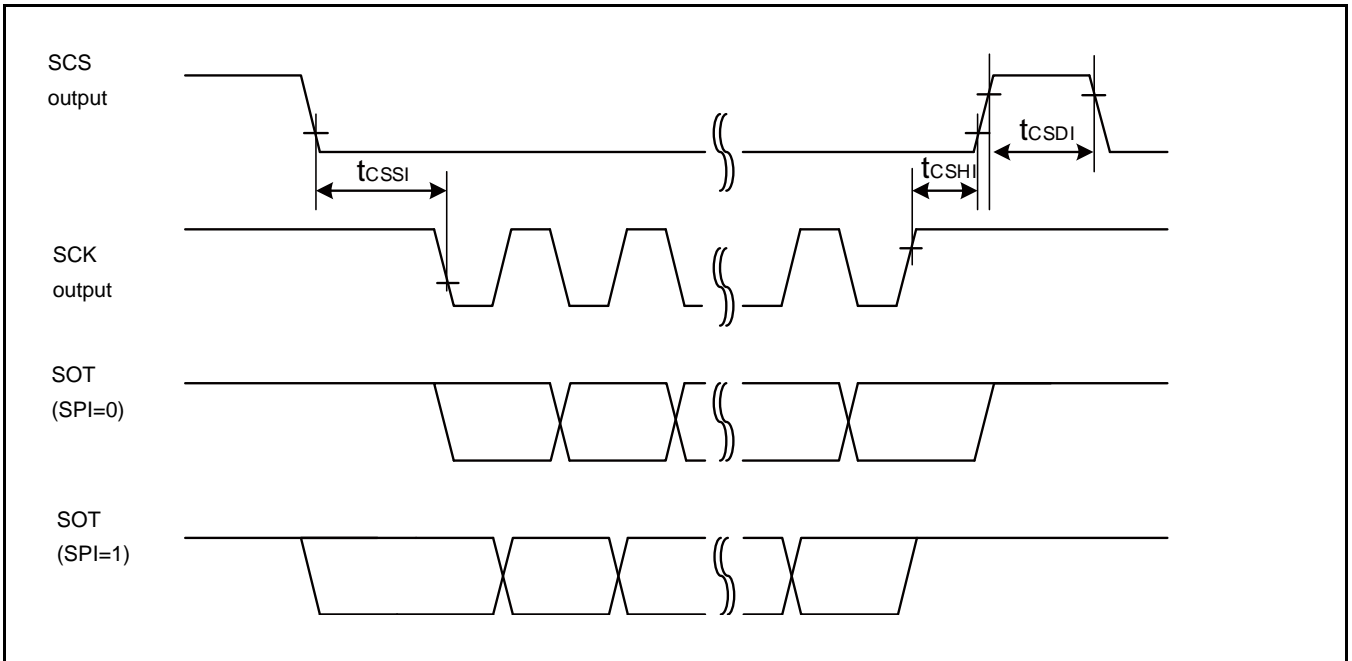 SCS
output
tCSDI
tCSSI
tCSHI
SCK
output
SOT
(SPI=0)
SOT
(SPI=1)